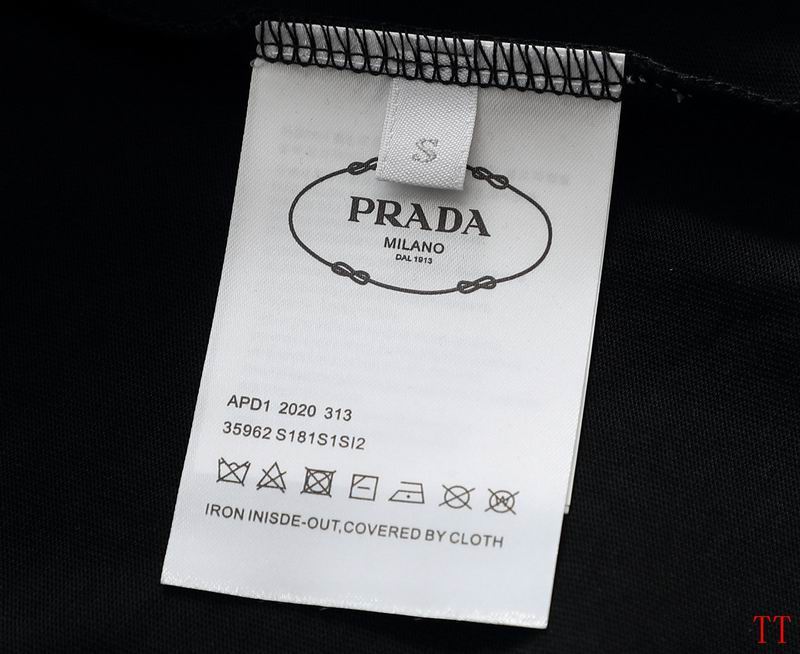 S
PRADA
MILANO
DAL 1913
APD1 2020 313
35962 S181S1SI2
W
IRON INISDE-OUT,COVERED BY CLOTH
TT